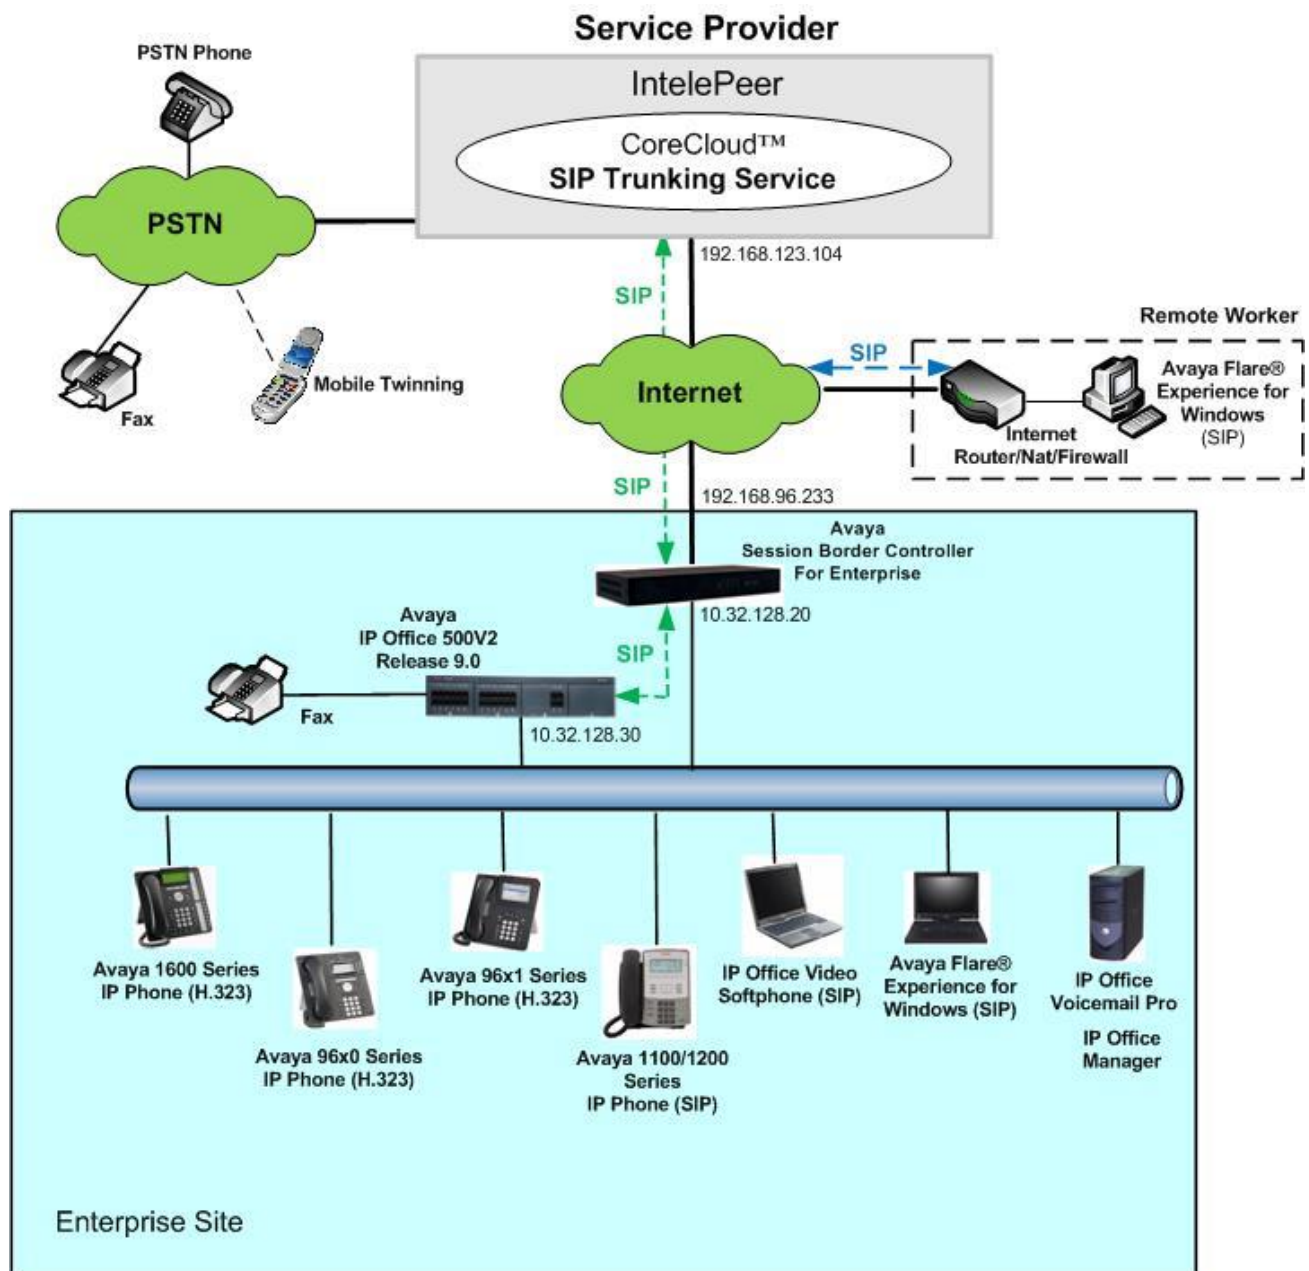 Service Provider
PSTN Phone
IntelePeer
CoreCloud™
SIP Trunking Service
PSTN
192.168.123.104
SIP
Remote Worker
SIP
Internet
Avaya Flare®
Experience for
Windows
(SIP)
Internet
Router/Nat/Firewall
Mobile Twinning
Fax
SIP
192.168.96.233
Avaya
Session Border Controller
For Enterprise
10.32.128.20
Avaya
IP Office 500V2
Release 9.0
SIP
Fax
10.32.128.30
Avaya 1600 Series
IP Phone (H.323)
Avaya 96x0 Series
IP Phone (H.323)
Avaya 96x1 Series
IP Phone (H.323)
Avaya 1100/1200
Series
IP Phone (SIP)
IP Office Video
Softphone (SIP)
Avaya Flare®
Experience for
Windows (SIP)
IP Office
Voicemail Pro
IP Office
Manager
Enterprise Site